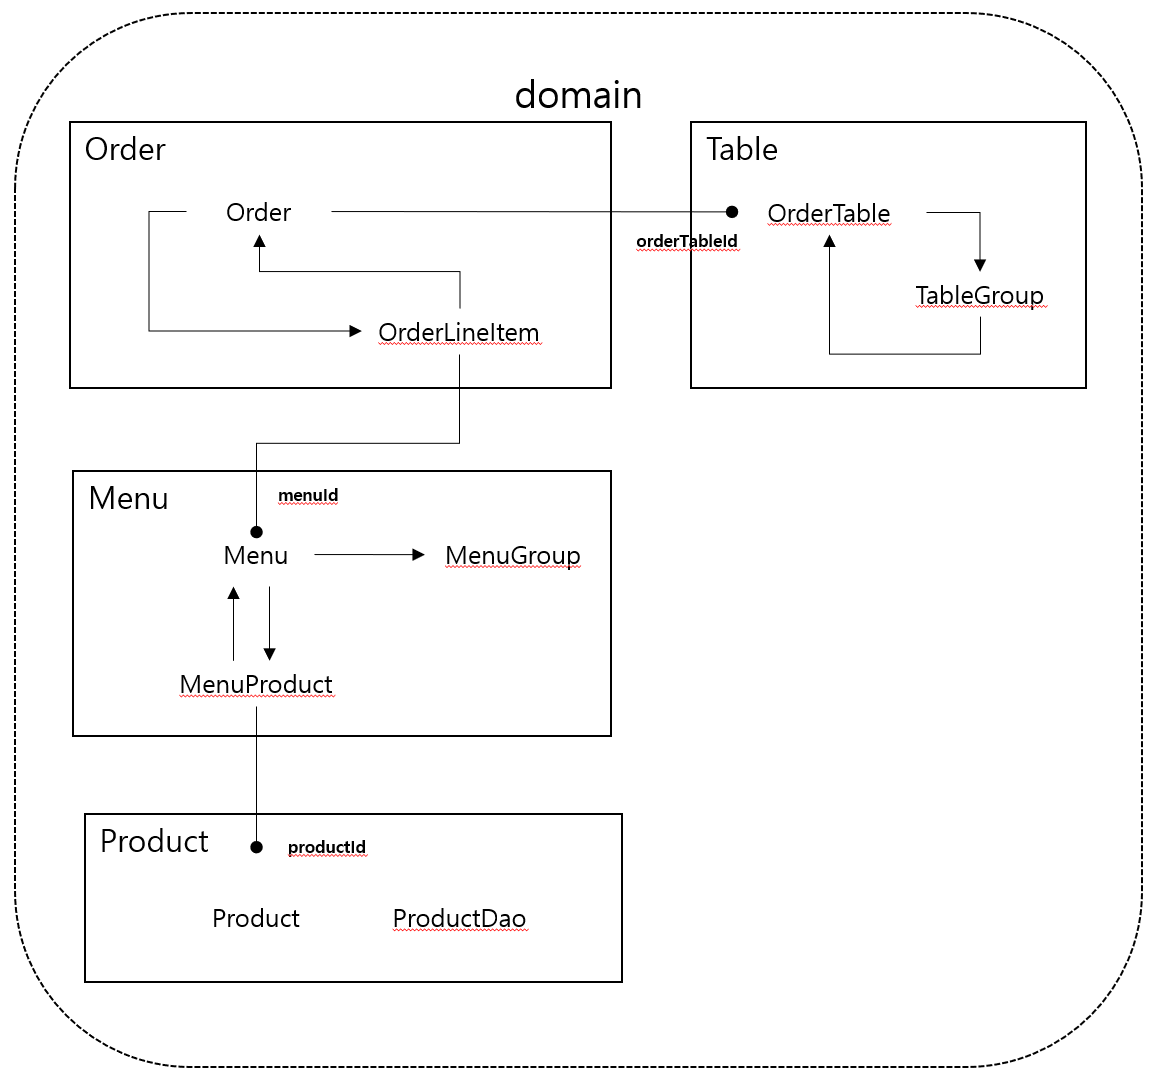 domain
Order
Order
OrderLineItem
orderTableId
Table
OrderTable
TableGroup
Menu
menuId
Menu
MenuGroup
MenuProduct
Product
productId
Product
ProductDao